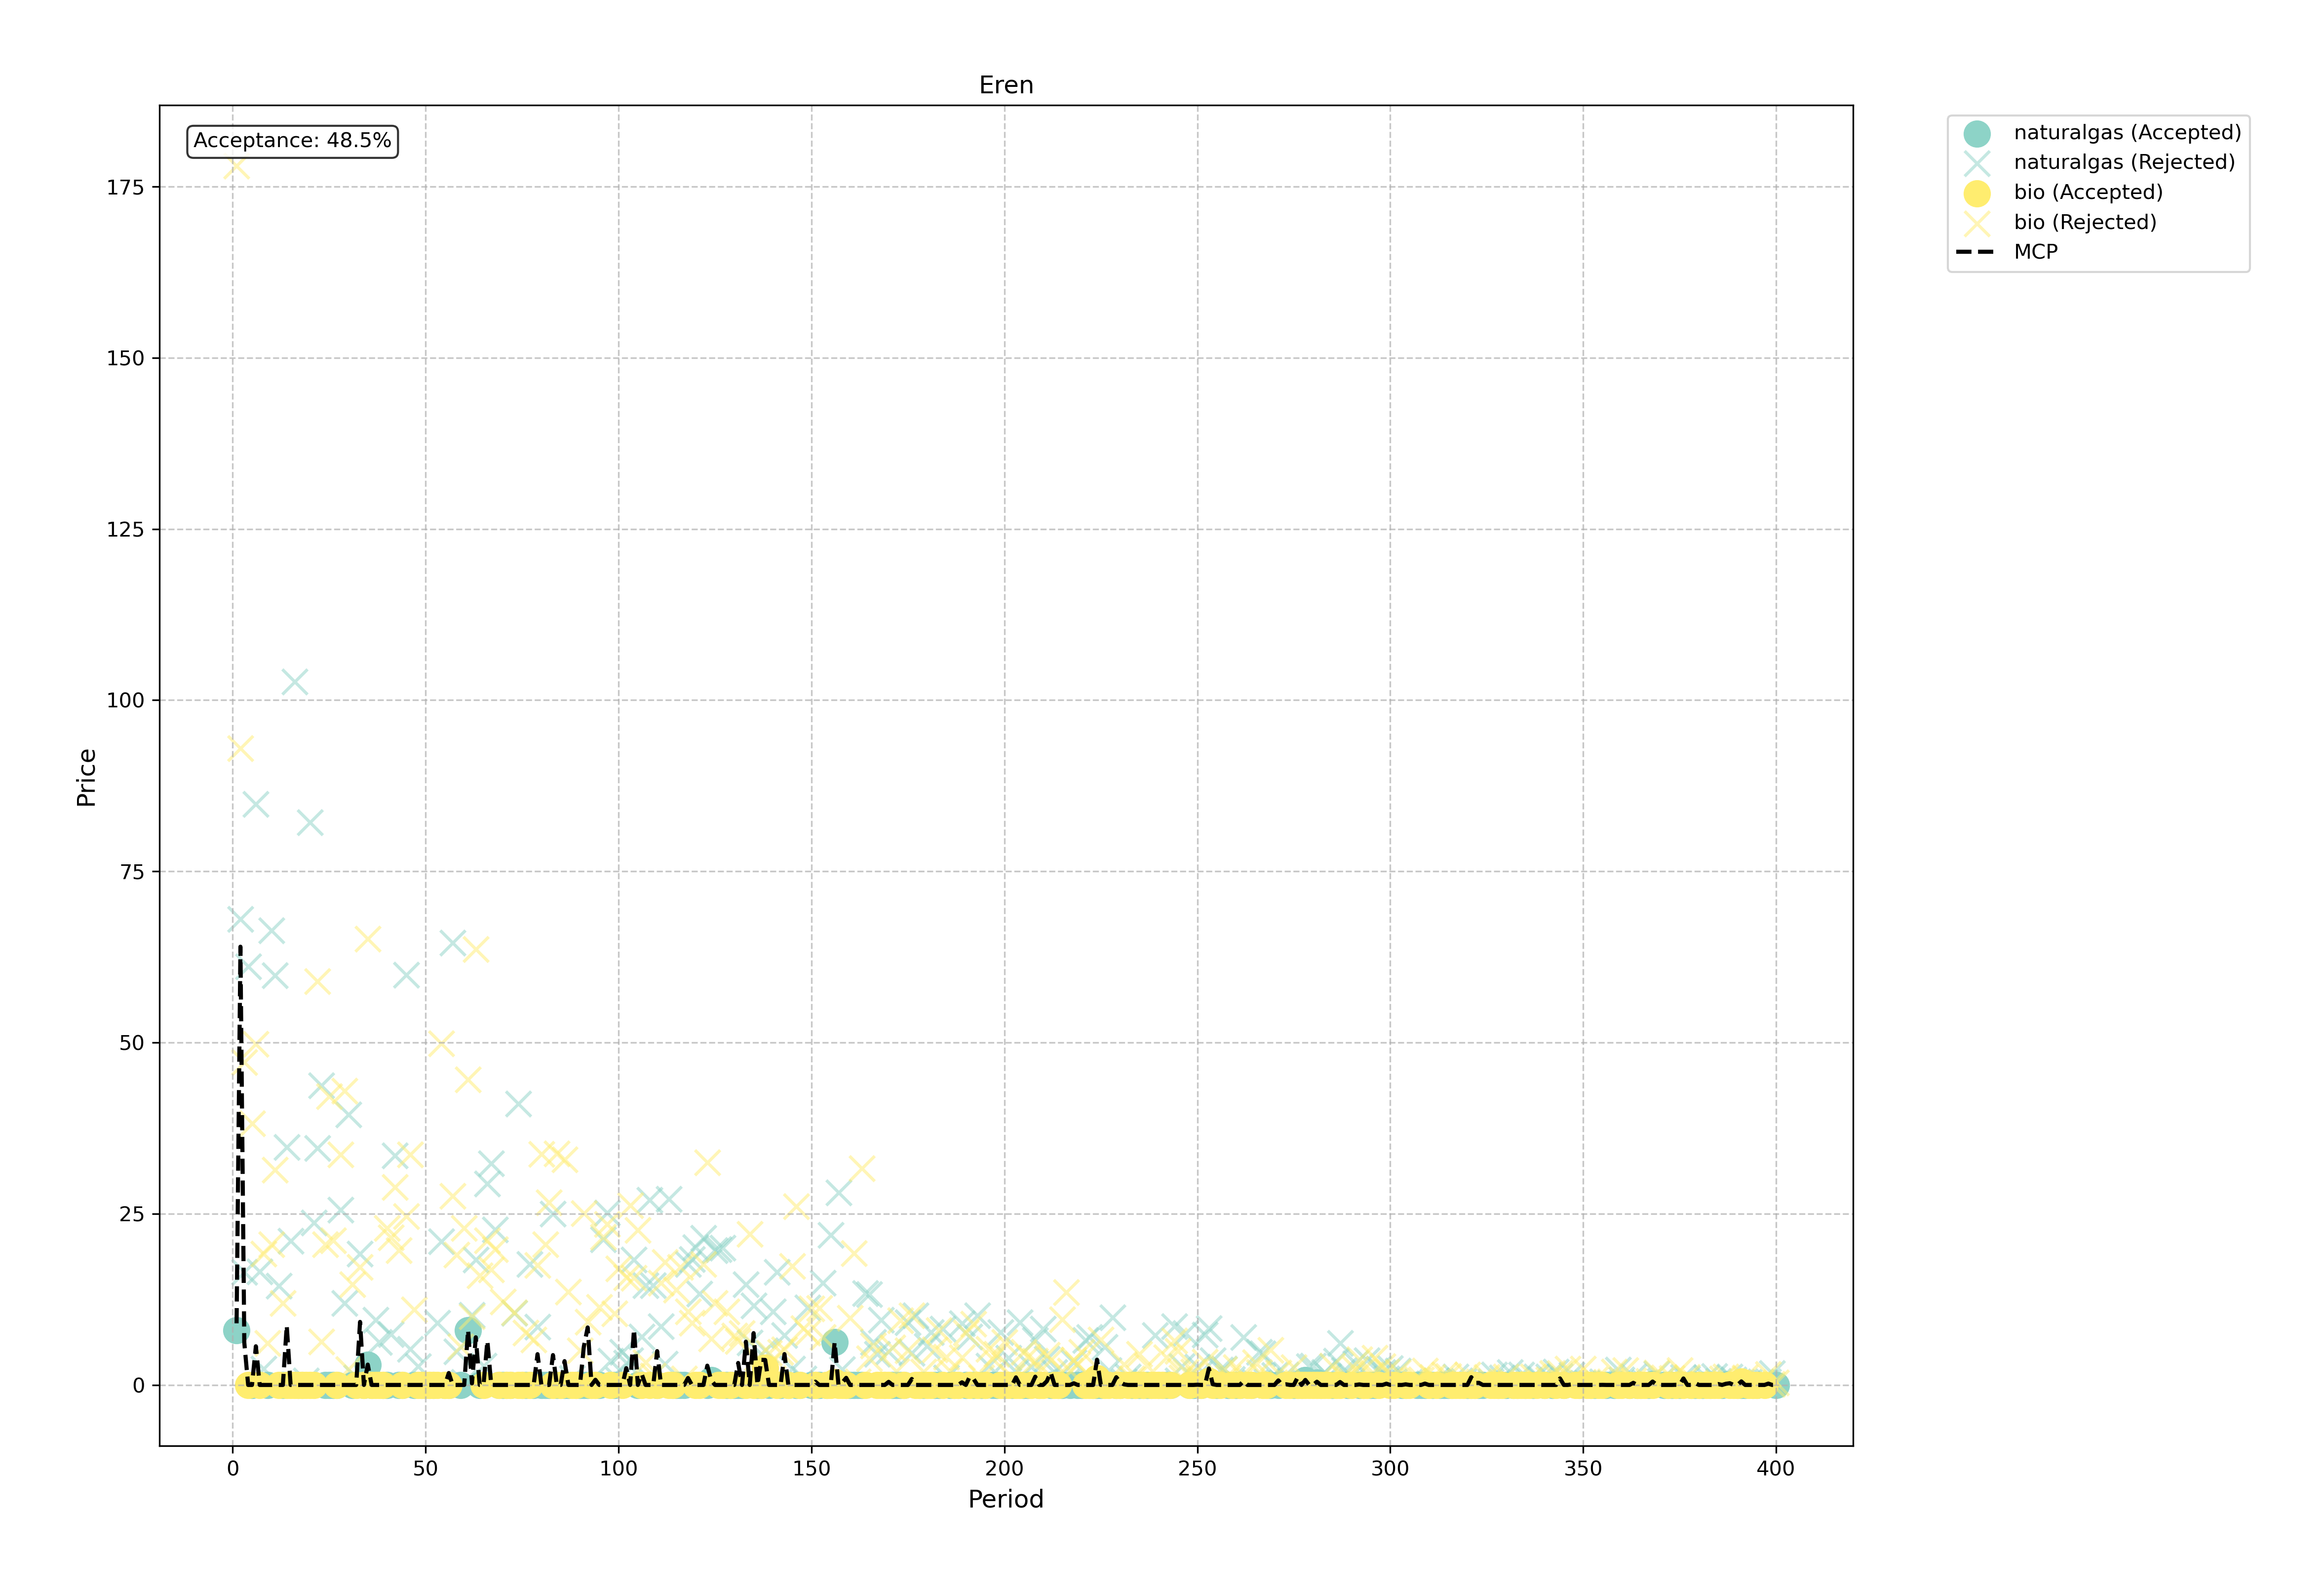 Eren
Acceptance: 48.5%
naturalgas (Accepted)
naturalgas (Rejected)
bio (Accepted)
bio (Rejected)
MCP
175
150
125
100
75
50
25
0
Price
0 50 100 150 200 250 300 350 400
Period